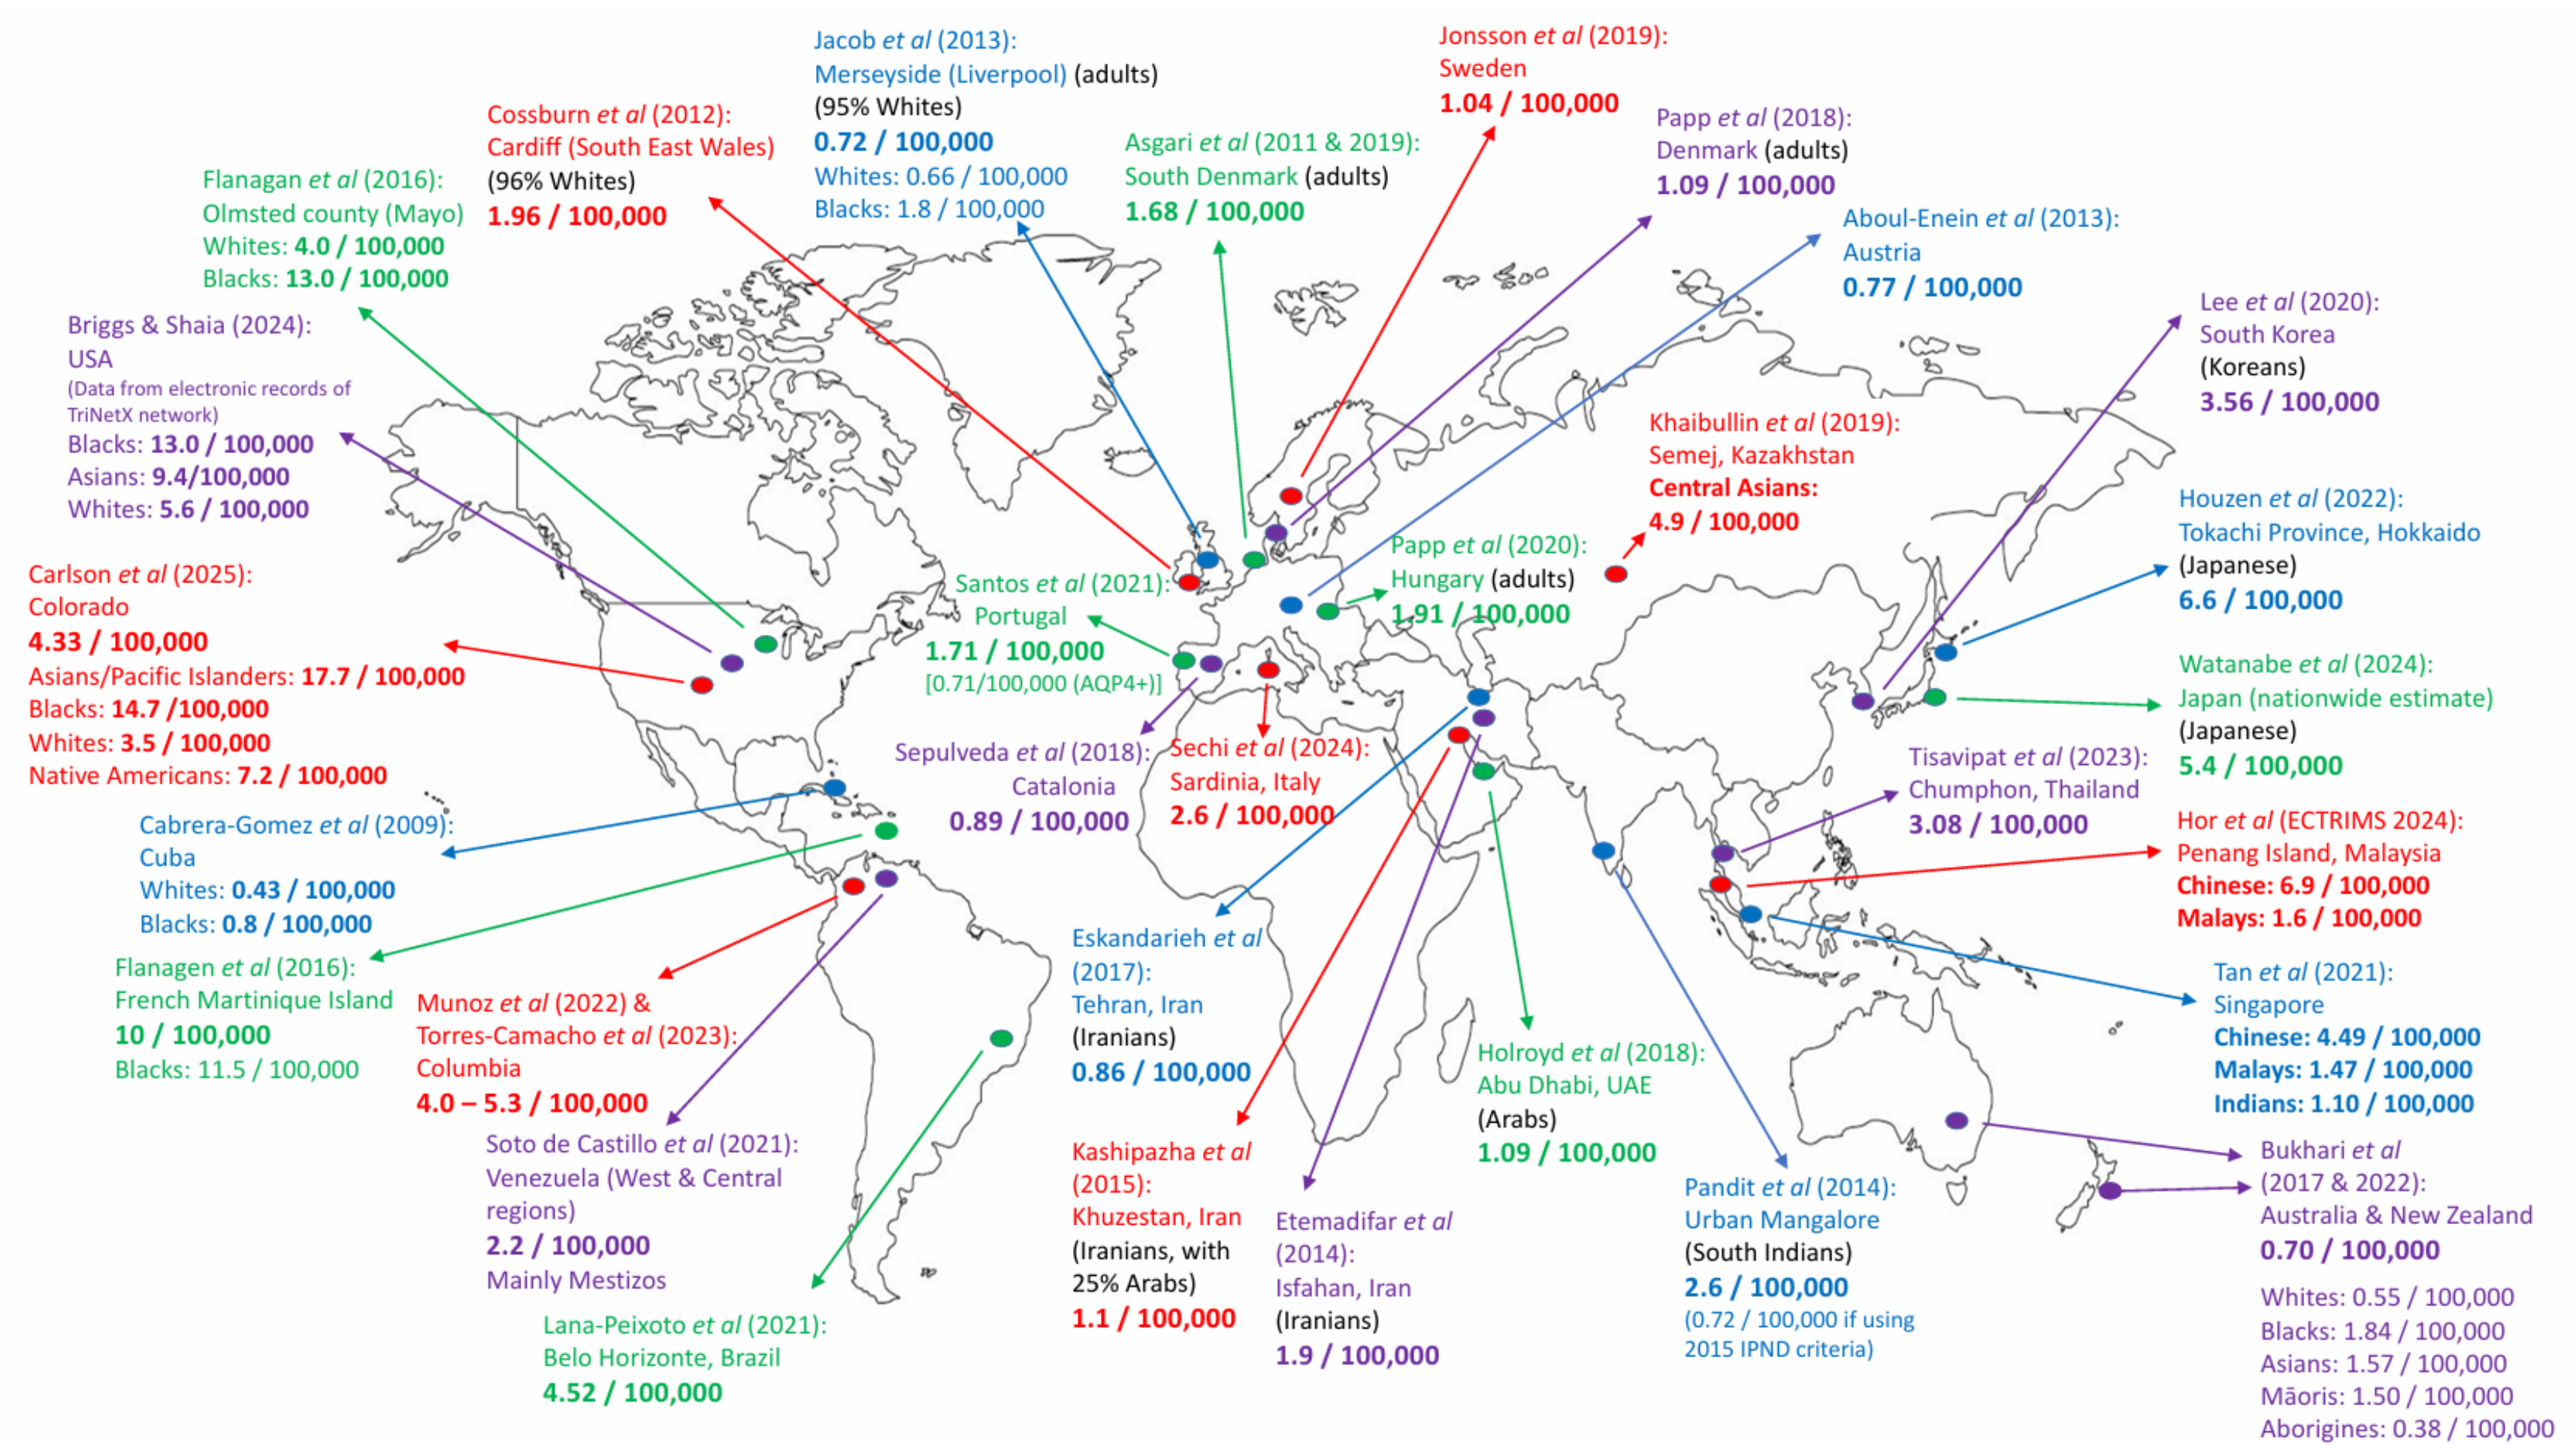 Jacob et al (2013):
Merseyside (Liverpool) (adults)
(95% Whites)
0.72 / 100,000
Whites: 0.66 / 100,000
Blacks: 1.8 / 100,000
Jonsson et al (2019):
Sweden
1.04 / 100,000
Cossburn et al (2012):
Cardiff (South East Wales)
(96% Whites)
1.96 / 100,000
Asgari et al (2011 & 2019):
South Denmark (adults)
1.68 / 100,000
Papp et al (2018):
Denmark (adults)
1.09 / 100,000
Flanagan et al (2016):
Olmsted county (Mayo)
Whites: 4.0 / 100,000
Blacks: 13.0 / 100,000
Aboul-Enein et al (2013):
Austria
0.77 / 100,000
Briggs & Shaia (2024):
USA
(Data from electronic records of
TriNetX network)
Blacks: 13.0 / 100,000
Asians: 9.4/100,000
Whites: 5.6 / 100,000
Lee et al (2020):
South Korea
(Koreans)
3.56 / 100,000
Khaibullin et al (2019):
Semej, Kazakhstan
Central Asians:
4.9 / 100,000
Houzen et al (2022):
Tokachi Province, Hokkaido
(Japanese)
6.6 / 100,000
Carlson et al (2025):
Colorado
4.33 / 100,000
Asians/Pacific Islanders: 17.7 / 100,000
Blacks: 14.7 /100,000
Whites: 3.5 / 100,000
Native Americans: 7.2 / 100,000
Santos et al (2021):
Portugal
1.71 / 100,000
[0.71/100,000 (AQP4+)]
Papp et al (2020):
Hungary (adults)
1.91 / 100,000
Watanabe et al (2024):
Japan (nationwide estimate)
(Japanese)
5.4 / 100,000
Sepulveda et al (2018):
Catalonia
0.89 / 100,000
Sechi et al (2024):
Sardinia, Italy
2.6 / 100,000
Tisavipat et al (2023):
Chumphon, Thailand
3.08 / 100,000
Cabrera-Gomez et al (2009):
Cuba
Whites: 0.43 / 100,000
Blacks: 0.8 / 100,000
Hor et al (ECTRIMS 2024):
Penang Island, Malaysia
Chinese: 6.9 / 100,000
Malays: 1.6 / 100,000
Flanagen et al (2016):
French Martinique Island
10 / 100,000
Blacks: 11.5 / 100,000
Munoz et al (2022) &
Torres-Camacho et al (2023):
Columbia
4.0 – 5.3 / 100,000
Eskandarieh et al
(2017):
Tehran, Iran
(Iranians)
0.86 / 100,000
Holroyd et al (2018):
Abu Dhabi, UAE
(Arabs)
1.09 / 100,000
Tan et al (2021):
Singapore
Chinese: 4.49 / 100,000
Malays: 1.47 / 100,000
Indians: 1.10 / 100,000
Soto de Castillo et al (2021):
Venezuela (West & Central
regions)
2.2 / 100,000
Mainly Mestizos
Kashipazha et al
(2015):
Khuzestan, Iran
(Iranians, with
25% Arabs)
1.1 / 100,000
Etemadifar et al
(2014):
Isfahan, Iran
(Iranians)
1.9 / 100,000
Pandit et al (2014):
Urban Mangalore
(South Indians)
2.6 / 100,000
(0.72 / 100,000 if using
2015 IPND criteria)
Bukhari et al
(2017 & 2022):
Australia & New Zealand
0.70 / 100,000
Whites: 0.55 / 100,000
Blacks: 1.84 / 100,000
Asians: 1.57 / 100,000
Māoris: 1.50 / 100,000
Aborigines: 0.38 / 100,000
Lana-Peixoto et al (2021):
Belo Horizonte, Brazil
4.52 / 100,000